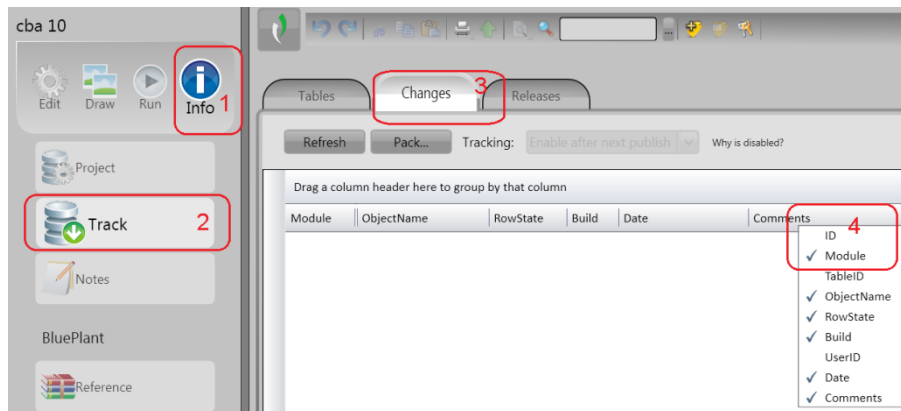 cba 10
Edit Draw Run Info 1
Project
Track 2
Notes
BluePlant
Reference
...
Tables Changes 3 Releases
Refresh Pack... Tracking: Enable after next publish Why is disabled?
Drag a column header here to group by that column
Module ObjectName RowState Build Date Comments
ID 4
✓ Module
TableID
✓ ObjectName
✓ RowState
✓ Build
UserID
✓ Date
✓ Comments